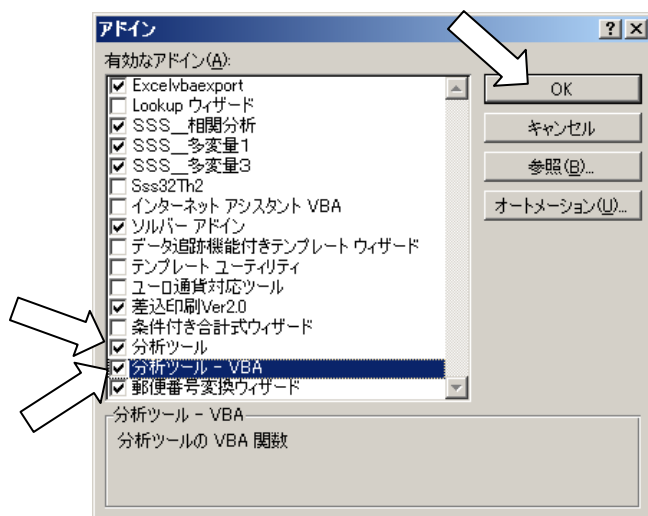 アドイン
有効なアドイン(A):
Excelvbaexport
Lookup ウィザード
SSS__相関分析
SSS__多変量1
SSS__多変量3
Sss32Th2
インターネット アシスタント VBA
ソルバー アドイン
データ追跡機能付きテンプレート ウィザード
テンプレート ユーティリティ
ユーロ通貨対応ツール
差込印刷Ver2.0
条件付き合計式ウィザード
分析ツール
分析ツール - VBA
郵便番号変換ウィザード
OK
キャンセル
参照(B)...
オートメーション(U)...
分析ツール - VBA
分析ツールの VBA 関数